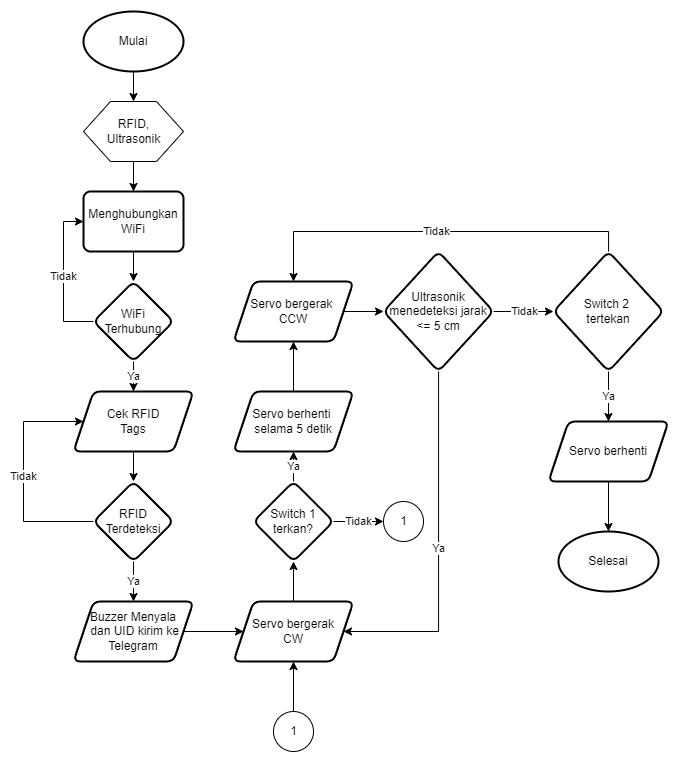 Mulai
RFID,
Ultrasonik
Menghubungkan
WiFi
Tidak
WiFi
Terhubung
Ya
Cek RFID
Tags
Tidak
RFID
Terdeteksi
Ya
Buzzer Menyala
dan UID kirim ke
Telegram
Servo bergerak
CW
1
Switch 1
terkan?
Tidak
1
Ya
Servo berhenti
selama 5 detik
Servo bergerak
CCW
Ultrasonik
menedeteksi jarak
<= 5 cm
Ya
Tidak
Switch 2
tertekan
Tidak
Ya
Servo berhenti
Selesai